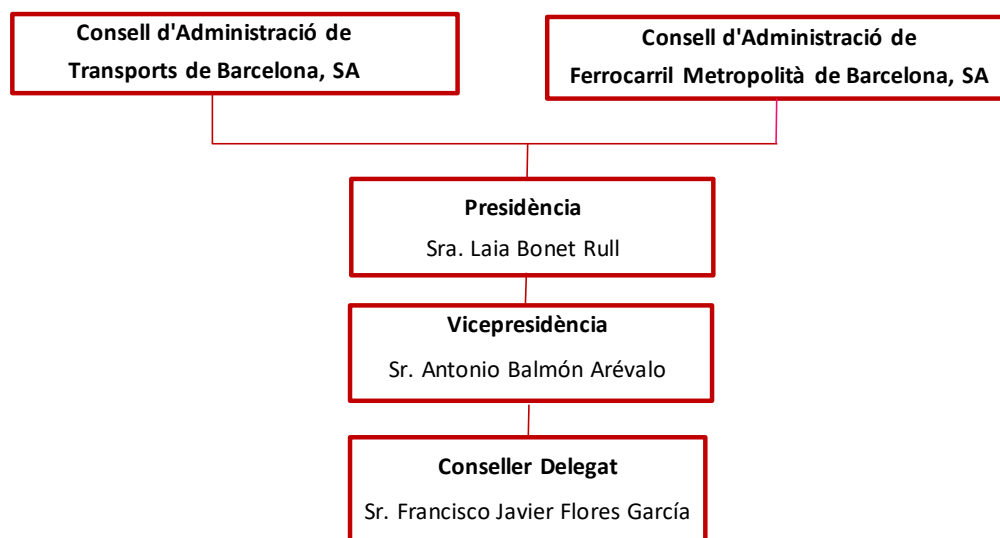 Consell d'Administració de
Transports de Barcelona, SA
Consell d'Administració de
Ferrocarril Metropolità de Barcelona, SA
Presidència
Sra. Laia Bonet Rull
Vicepresidència
Sr. Antonio Balmón Arévalo
Conseller Delegat
Sr. Francisco Javier Flores García